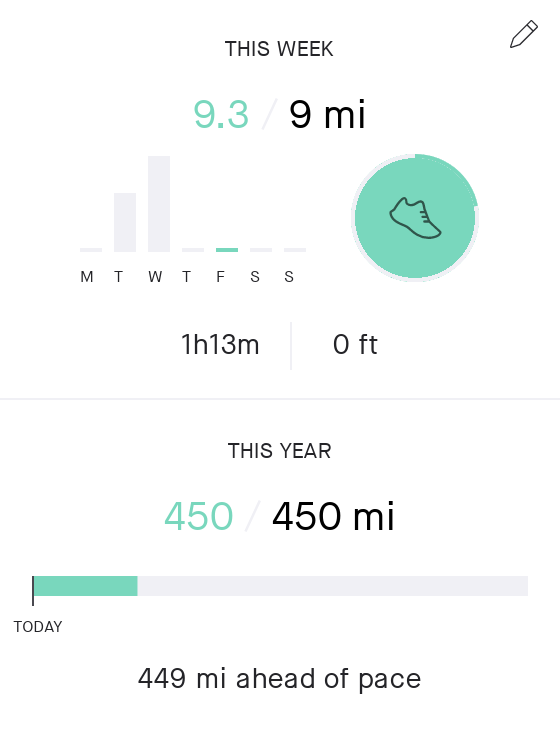 THIS WEEK
9.3 / 9 mi
M T W T F S S
1h13m 0 ft
THIS YEAR
450 / 450 mi
TODAY
449 mi ahead of pace